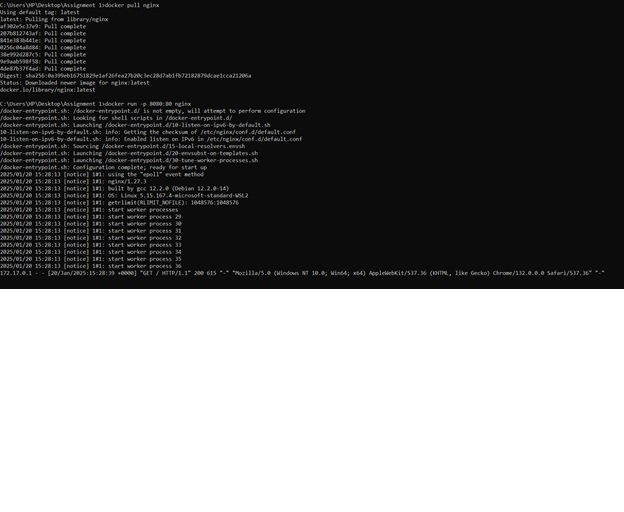 C:\Users\HP\Desktop\Assignment 1>docker pull nginx
Using default tag: latest
latest: Pulling from library/nginx
af302e5c37e9: Pull complete
207b812743af: Pull complete
841e383b441e: Pull complete
0256c04a8d84: Pull complete
38e992d287c5: Pull complete
9e9aab598f58: Pull complete
4de87b37f4ad: Pull complete
Digest: sha256:0a399eb16751829e1af26fea27b20c3ec28d7ab1fb72182879dcae1cca21206a
Status: Downloaded newer image for nginx:latest
docker.io/library/nginx:latest
C:\Users\HP\Desktop\Assignment 1>docker run -p 8080:80 nginx
/docker-entrypoint.sh: /docker-entrypoint.d/ is not empty, will attempt to perform configuration
/docker-entrypoint.sh: Looking for shell scripts in /docker-entrypoint.d/
/docker-entrypoint.sh: Launching /docker-entrypoint.d/10-listen-on-ipv6-by-default.sh
10-listen-on-ipv6-by-default.sh: info: Getting the checksum of /etc/nginx/conf.d/default.conf
10-listen-on-ipv6-by-default.sh: info: Enabled listen on IPv6 in /etc/nginx/conf.d/default.conf
/docker-entrypoint.sh: Sourcing /docker-entrypoint.d/15-local-resolvers.envsh
/docker-entrypoint.sh: Launching /docker-entrypoint.d/20-envsubst-on-templates.sh
/docker-entrypoint.sh: Launching /docker-entrypoint.d/30-tune-worker-processes.sh
/docker-entrypoint.sh: Configuration complete; ready for start up
2025/01/20 15:28:13 [notice] 1#1: using the "epoll" event method
2025/01/20 15:28:13 [notice] 1#1: nginx/1.27.3
2025/01/20 15:28:13 [notice] 1#1: built by gcc 12.2.0 (Debian 12.2.0-14)
2025/01/20 15:28:13 [notice] 1#1: OS: Linux 5.15.167.4-microsoft-standard-WSL2
2025/01/20 15:28:13 [notice] 1#1: getrlimit(RLIMIT_NOFILE): 1048576:1048576
2025/01/20 15:28:13 [notice] 1#1: start worker processes
2025/01/20 15:28:13 [notice] 1#1: start worker process 29
2025/01/20 15:28:13 [notice] 1#1: start worker process 30
2025/01/20 15:28:13 [notice] 1#1: start worker process 31
2025/01/20 15:28:13 [notice] 1#1: start worker process 32
2025/01/20 15:28:13 [notice] 1#1: start worker process 33
2025/01/20 15:28:13 [notice] 1#1: start worker process 34
2025/01/20 15:28:13 [notice] 1#1: start worker process 35
2025/01/20 15:28:13 [notice] 1#1: start worker process 36
172.17.0.1 - - [20/Jan/2025:15:28:39 +0000] "GET / HTTP/1.1" 200 615 "-" "Mozilla/5.0 (Windows NT 10.0; Win64; x64) AppleWebKit/537.36 (KHTML, like Gecko) Chrome/132.0.0.0 Safari/537.36" "-"